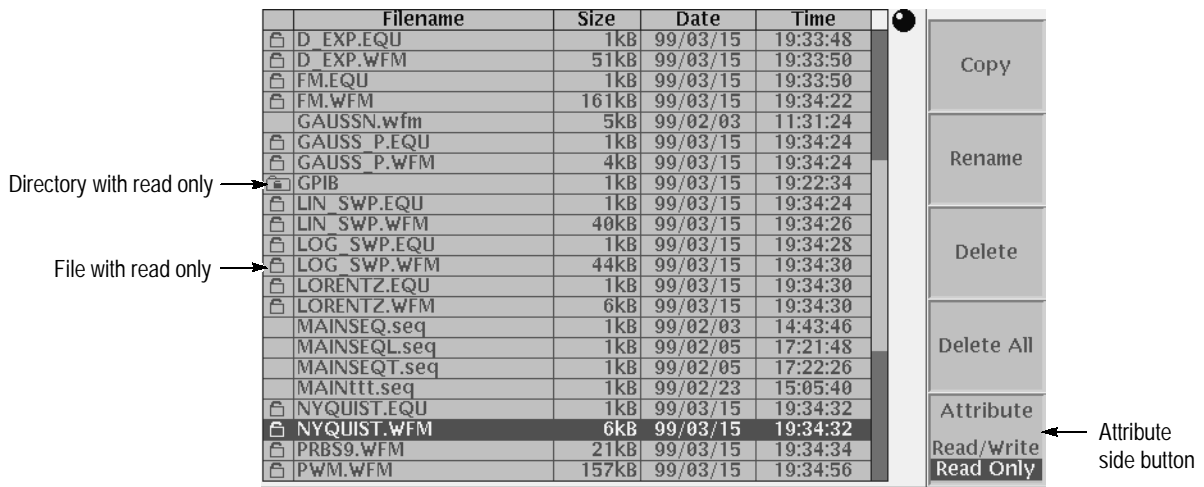 Filename Size Date Time
D_EXP.EQU 1kB 99/03/15 19:33:48
D_EXP.WFM 51kB 99/03/15 19:33:50
FM.EQU 1kB 99/03/15 19:33:50
FM.WFM 161kB 99/03/15 19:34:22
GAUSSN.wfm 5kB 99/02/03 11:31:24
GAUSS_P.EQU 1kB 99/03/15 19:34:24
GAUSS_P.WFM 4kB 99/03/15 19:34:24
Directory with read only
GPIB 1kB 99/03/15 19:22:34
LIN_SWP.EQU 1kB 99/03/15 19:34:24
LIN_SWP.WFM 40kB 99/03/15 19:34:26
LOG_SWP.EQU 1kB 99/03/15 19:34:28
File with read only
LOG_SWP.WFM 44kB 99/03/15 19:34:30
LORENTZ.EQU 1kB 99/03/15 19:34:30
LORENTZ.WFM 6kB 99/03/15 19:34:30
MAINSEQ.seq 1kB 99/02/03 14:43:46
MAINSEQL.seq 1kB 99/02/05 17:21:48
MAINSEQT.seq 1kB 99/02/05 17:22:26
MAINttt.seq 1kB 99/02/23 15:05:40
NYQUIST.EQU 1kB 99/03/15 19:34:32
NYQUIST.WFM 6kB 99/03/15 19:34:32
PRBS9.WFM 21kB 99/03/15 19:34:34
PWM.WFM 157kB 99/03/15 19:34:56
Copy
Rename
Delete
Delete All
Attribute
Read/Write
Read Only
Attribute
side button